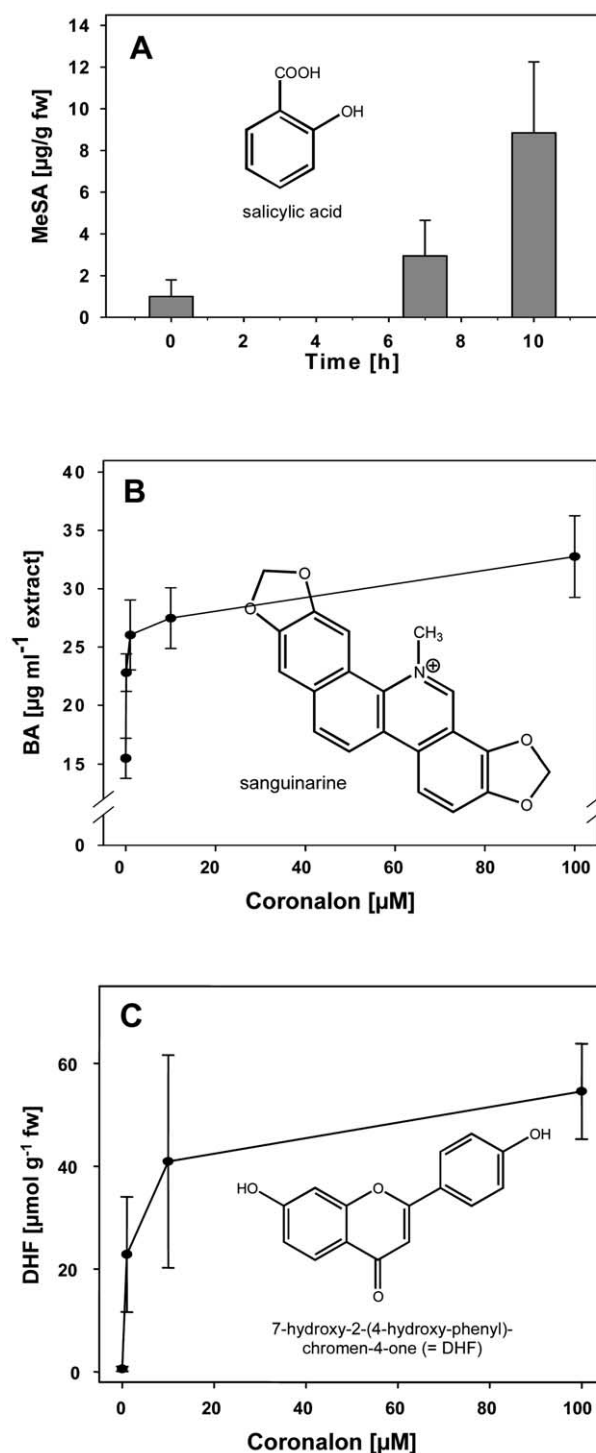 A
14
12
10
8
6
4
2
0
MeSA [µg/g fw]
COOH
OH
salicylic acid
0 2 4 6 8 10
Time [h]
B
40
35
30
25
20
15
0
BA [µg ml⁻¹ extract]
O
O
CH₃
N
⊕
O
O
sanguinarine
0 20 40 60 80 100
Coronalon [µM]
C
60
40
20
0
DHF [µmol g⁻¹ fw]
OH
HO
O
O
7-hydroxy-2-(4-hydroxy-phenyl)-
chromen-4-one (= DHF)
0 20 40 60 80 100
Coronalon [µM]